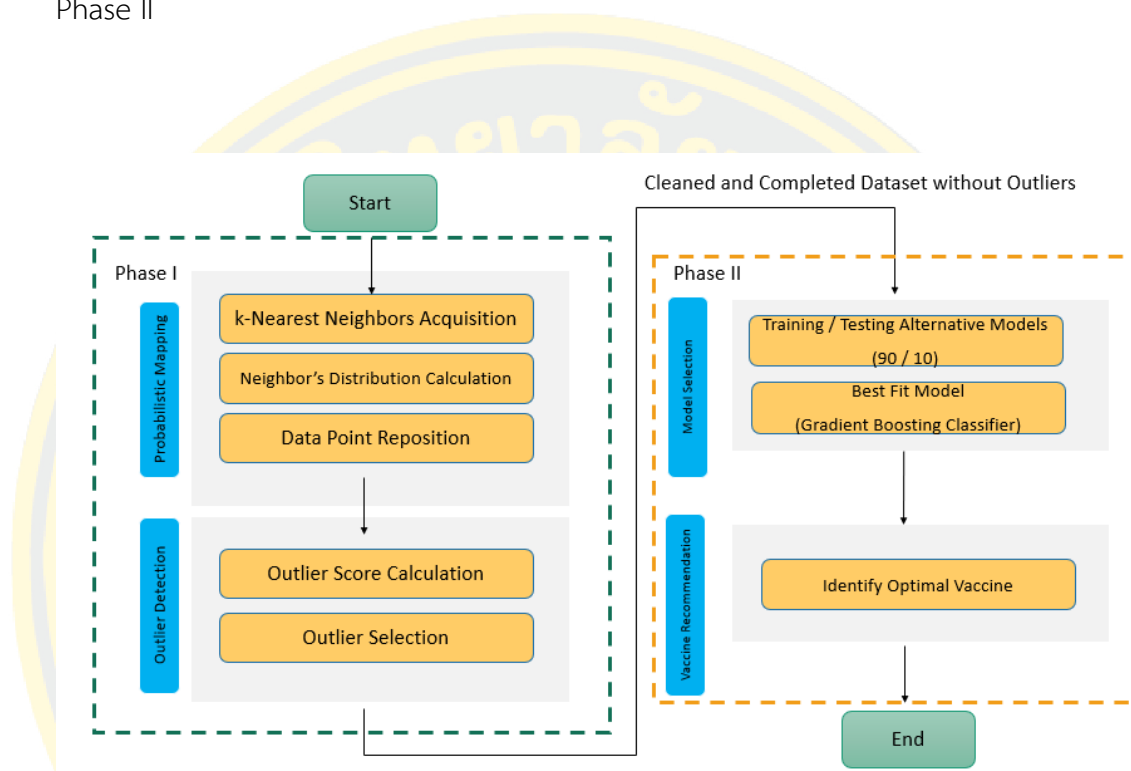 Phase II
Start
Phase I
Probabilistic Mapping
k-Nearest Neighbors Acquisition
Neighbor's Distribution Calculation
Data Point Reposition
Outlier Detection
Outlier Score Calculation
Outlier Selection
Cleaned and Completed Dataset without Outliers
Phase II
Model Selection
Training / Testing Alternative Models
(90 / 10)
Best Fit Model
(Gradient Boosting Classifier)
Vaccine Recommendation
Identify Optimal Vaccine
End